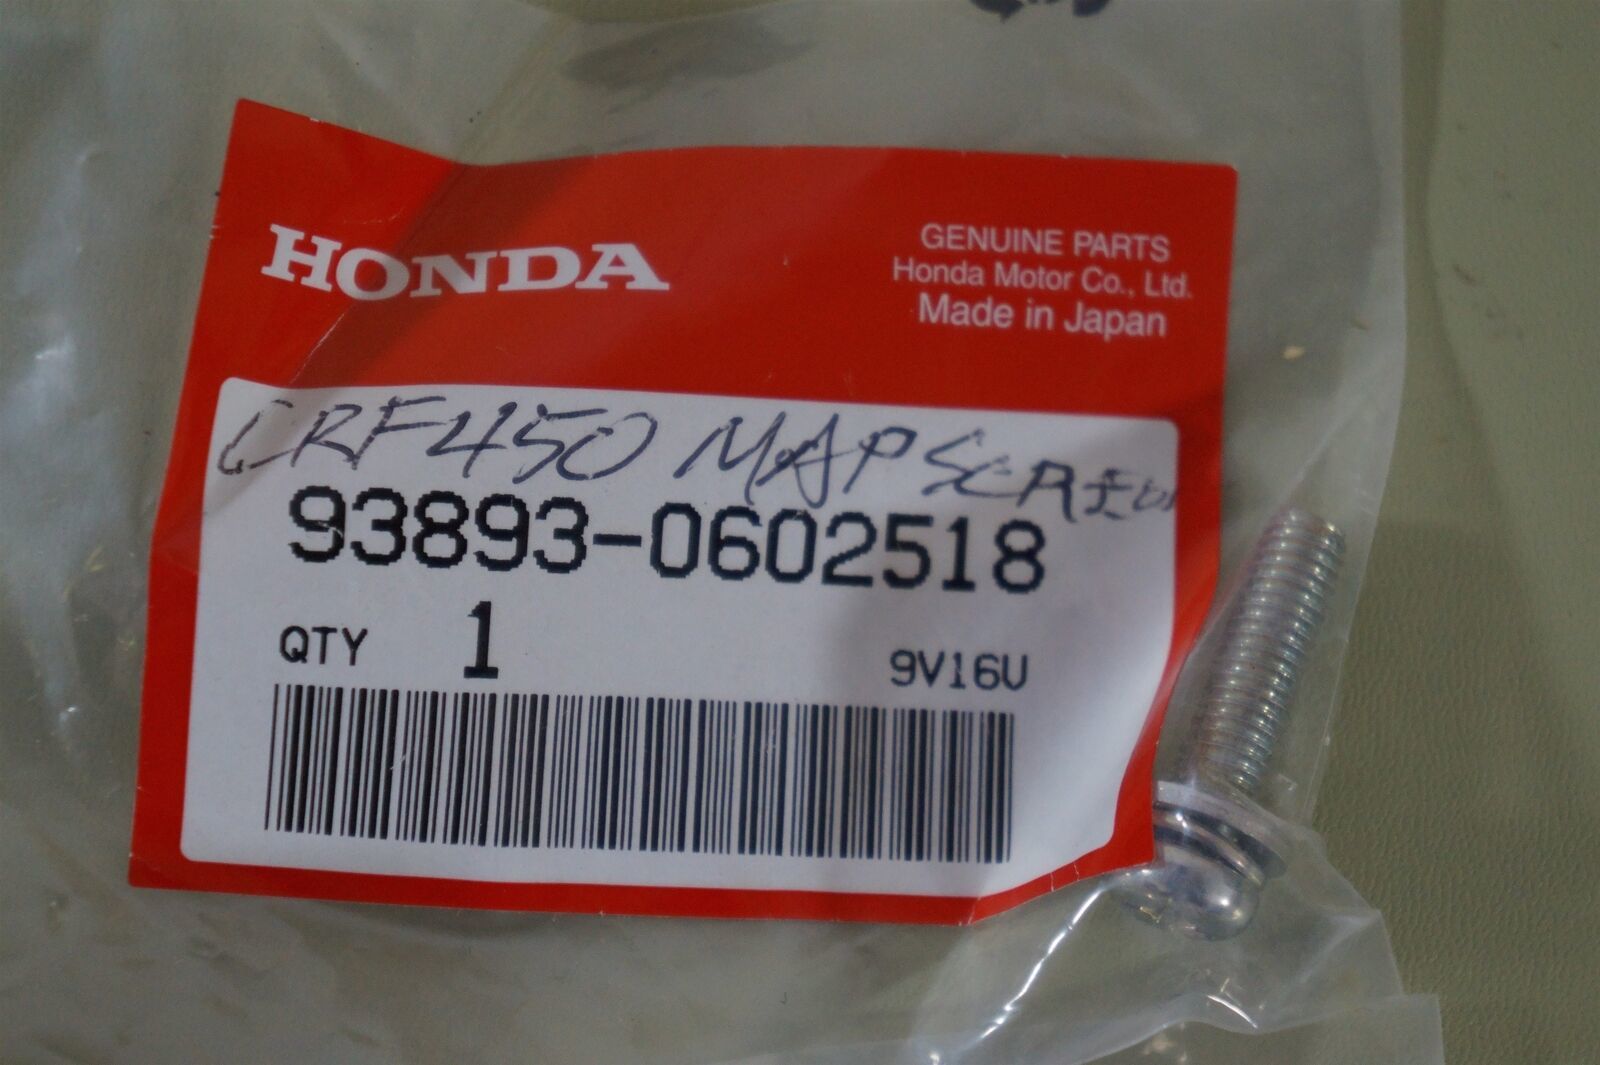 HONDA
GENUINE PARTS
Honda Motor Co., Ltd.
Made in Japan
CRF450 MAP SCREW
93893-0602518
QTY 1 9V16U